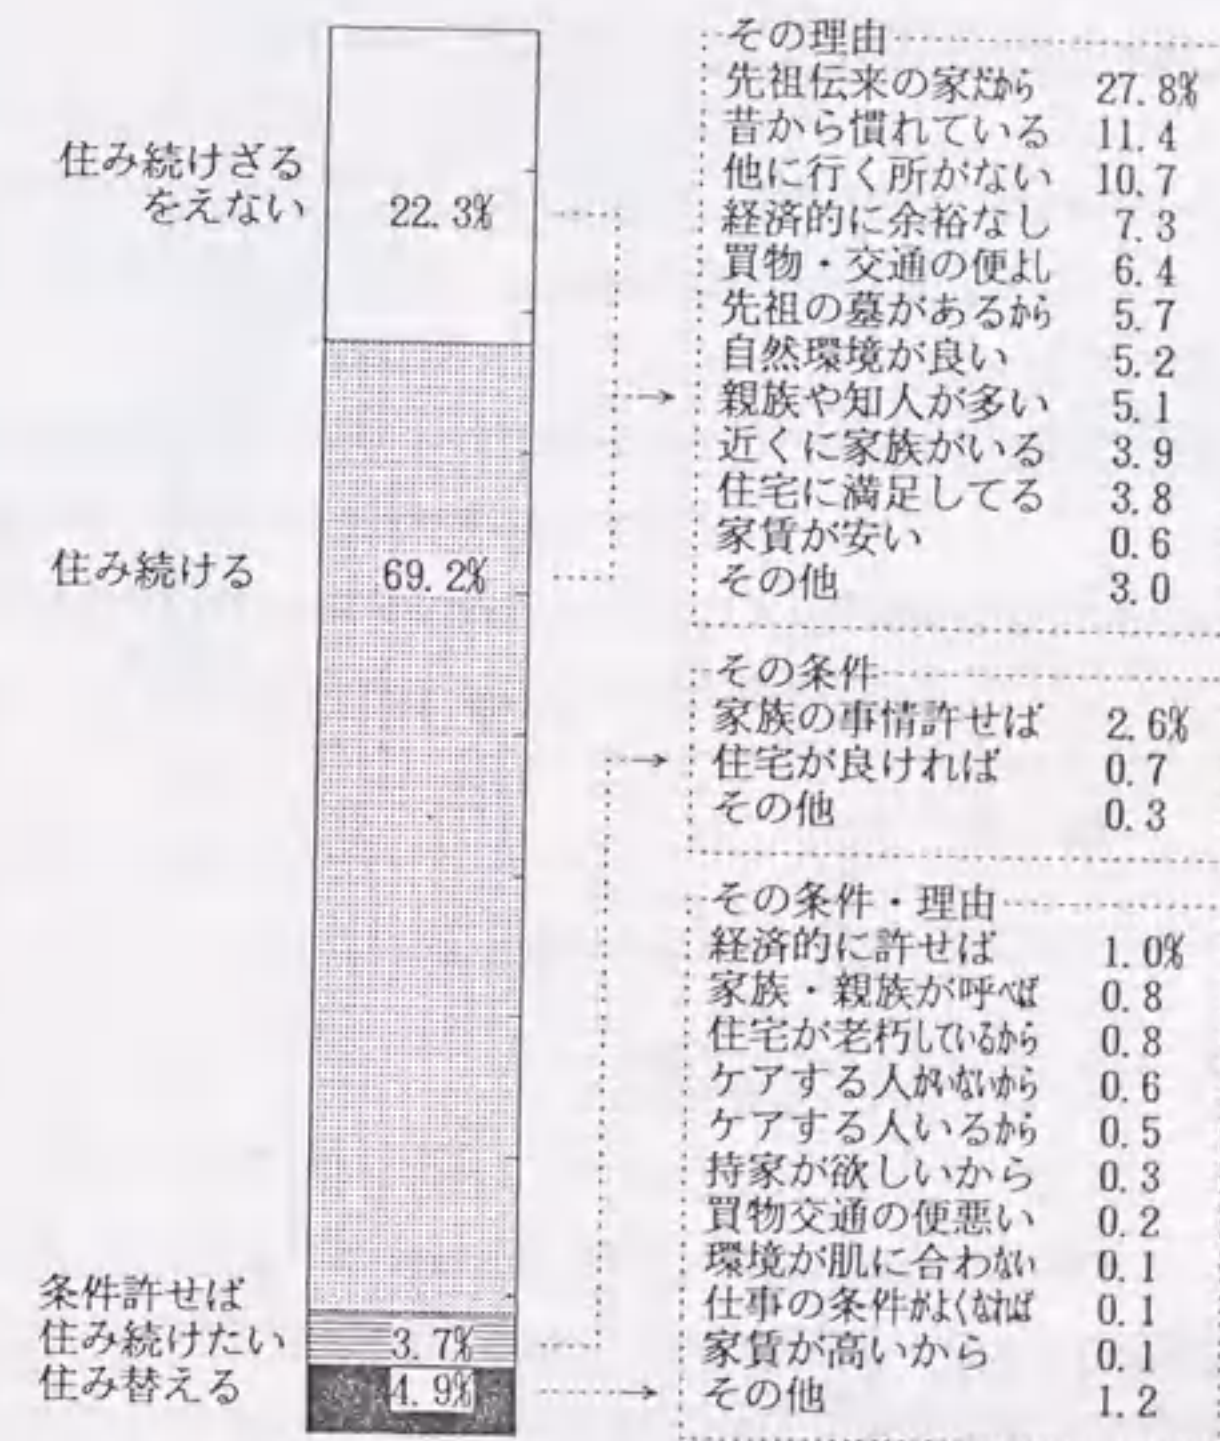 住み続けざる
をえない
22.3%
住み続ける
69.2%
条件許せば
住み続けたい
3.7%
住み替える
4.9%
その理由
先祖伝来の家だから 27.8%
昔から慣れている 11.4
他に行く所がない 10.7
経済的に余裕なし 7.3
買物・交通の便よし 6.4
先祖の墓があるから 5.7
自然環境が良い 5.2
親族や知人が多い 5.1
近くに家族がいる 3.9
住宅に満足してる 3.8
家賃が安い 0.6
その他 3.0
その条件
家族の事情許せば 2.6%
住宅が良ければ 0.7
その他 0.3
その条件・理由
経済的に許せば 1.0%
家族・親族が呼べば 0.8
住宅が老朽しているから 0.8
ケアする人がいないから 0.6
ケアする人いるから 0.5
持家が欲しいから 0.3
買物交通の便悪い 0.2
環境が肌に合わない 0.1
仕事の条件がよくなれば 0.1
家賃が高いから 0.1
その他 1.2